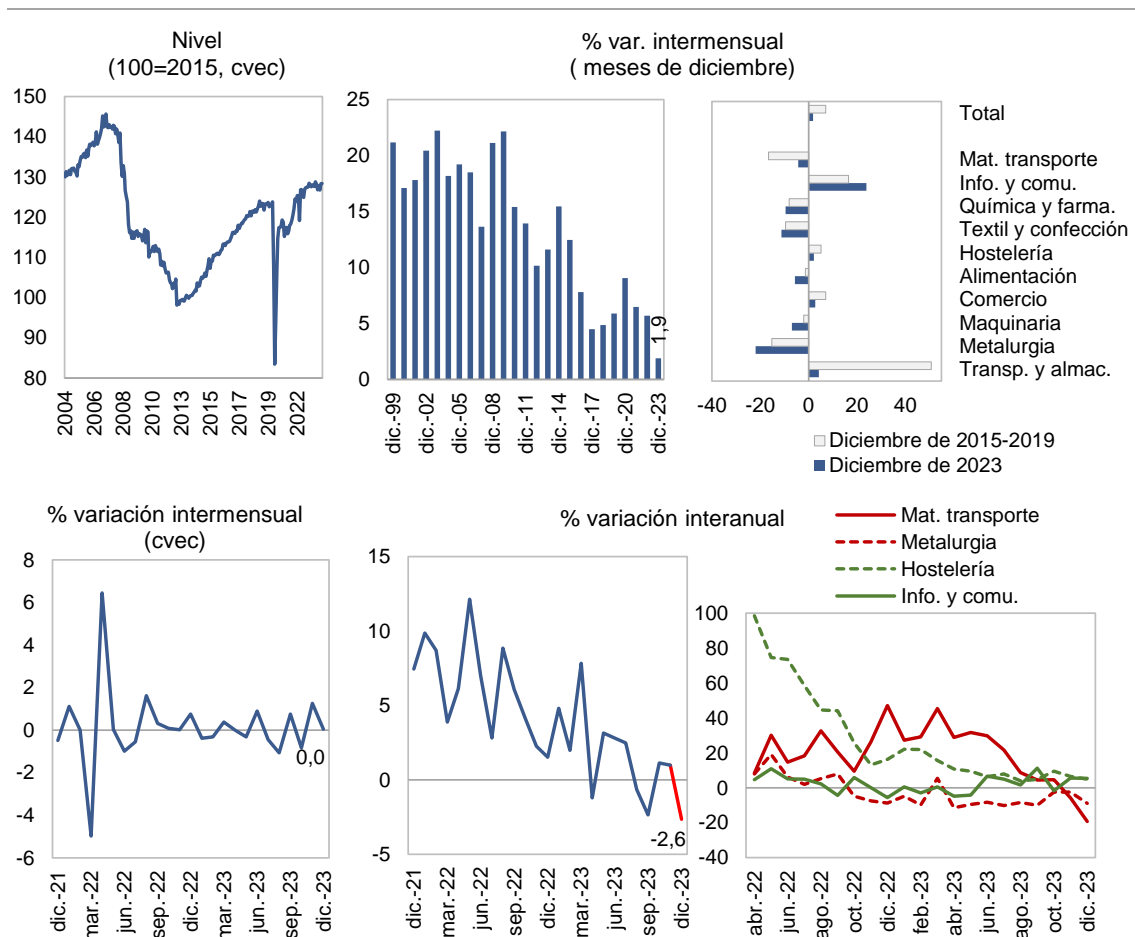 Nivel
(100=2015, cvec)
150
140
130
120
110
100
90
80
2004
2006
2008
2010
2013
2015
2017
2019
2022
% var. intermensual
( meses de diciembre)
25
20
15
10
5
0
1,9
dic.-99
dic.-02
dic.-05
dic.-08
dic.-11
dic.-14
dic.-17
dic.-20
dic.-23
Total
Mat. transporte
Info. y comu.
Química y farma.
Textil y confección
Hostelería
Alimentación
Comercio
Maquinaria
Metalurgia
Transp. y almac.
-40 -20 0 20 40
Diciembre de 2015-2019
Diciembre de 2023
% variación intermensual
(cvec)
8
6
4
2
0
-2
-4
-6
0,0
dic.-21
mar.-22
jun.-22
sep.-22
dic.-22
mar.-23
jun.-23
sep.-23
dic.-23
% variación interanual
15
10
5
0
-5
-2,6
dic.-21
mar.-22
jun.-22
sep.-22
dic.-22
mar.-23
jun.-23
sep.-23
dic.-23
Mat. transporte
Metalurgia
Hostelería
Info. y comu.
100
80
60
40
20
0
-20
-40
abr.-22
jun.-22
ago.-22
oct.-22
dic.-22
feb.-23
abr.-23
jun.-23
ago.-23
oct.-23
dic.-23